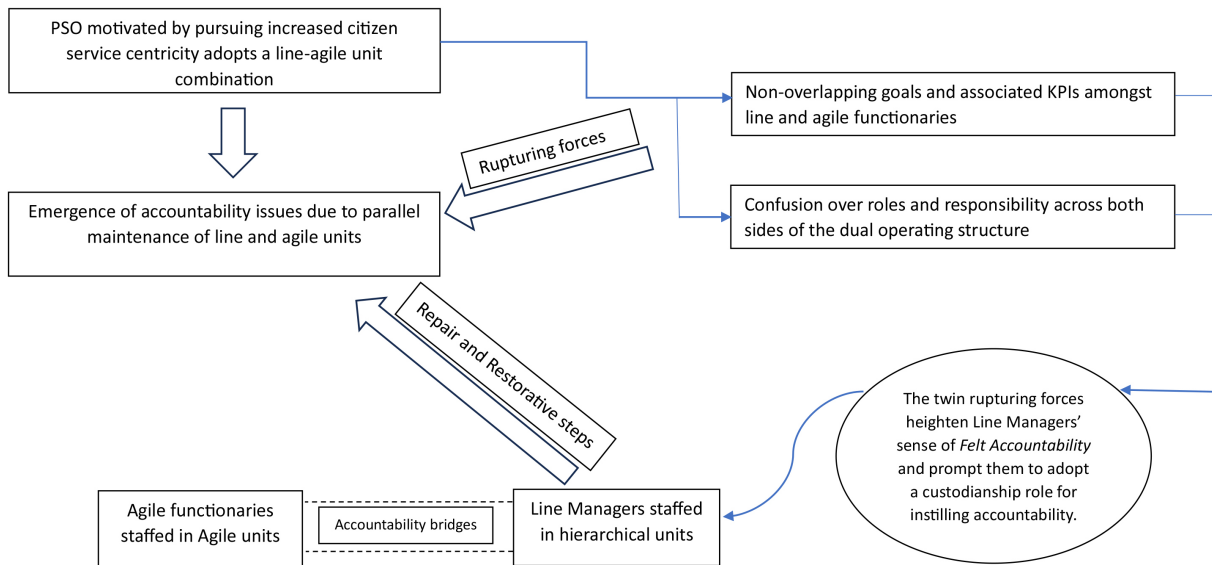 PSO motivated by pursuing increased citizen
service centricity adopts a line-agile unit
combination
Non-overlapping goals and associated KPIs amongst
line and agile functionaries
Rupturing forces
Emergence of accountability issues due to parallel
maintenance of line and agile units
Confusion over roles and responsibility across both
sides of the dual operating structure
Repair and Restorative steps
The twin rupturing forces
heighten Line Managers’
sense of Felt Accountability
and prompt them to adopt
a custodianship role for
instilling accountability.
Agile functionaries
staffed in Agile units
Accountability bridges
Line Managers staffed
in hierarchical units